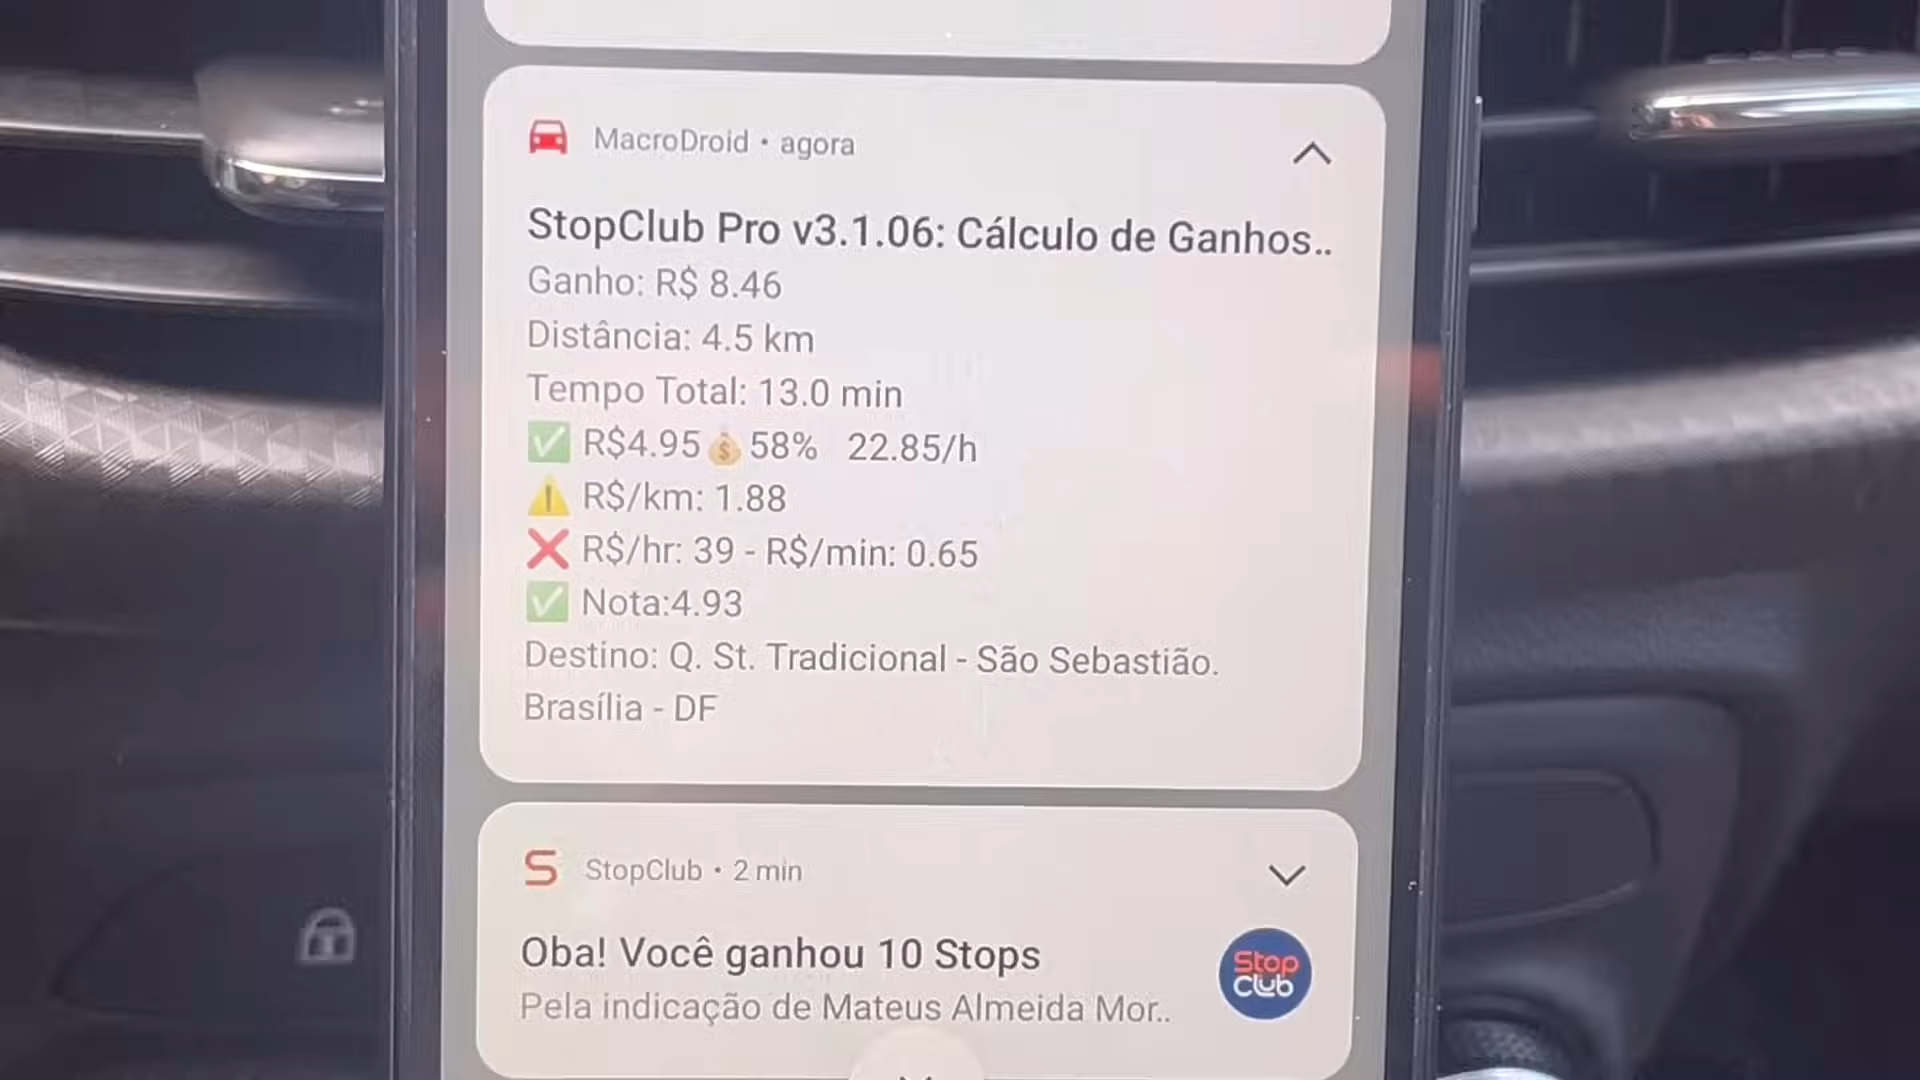 MacroDroid • agora
StopClub Pro v3.1.06: Cálculo de Ganhos..
Ganho: R$ 8.46
Distância: 4.5 km
Tempo Total: 13.0 min
✅ R$4.95💰58% 22.85/h
⚠️ R$/km: 1.88
❌ R$/hr: 39 - R$/min: 0.65
✅ Nota:4.93
Destino: Q. St. Tradicional - São Sebastião.
Brasília - DF
S StopClub • 2 min
Oba! Você ganhou 10 Stops
Pela indicação de Mateus Almeida Mor..
Stop
Club